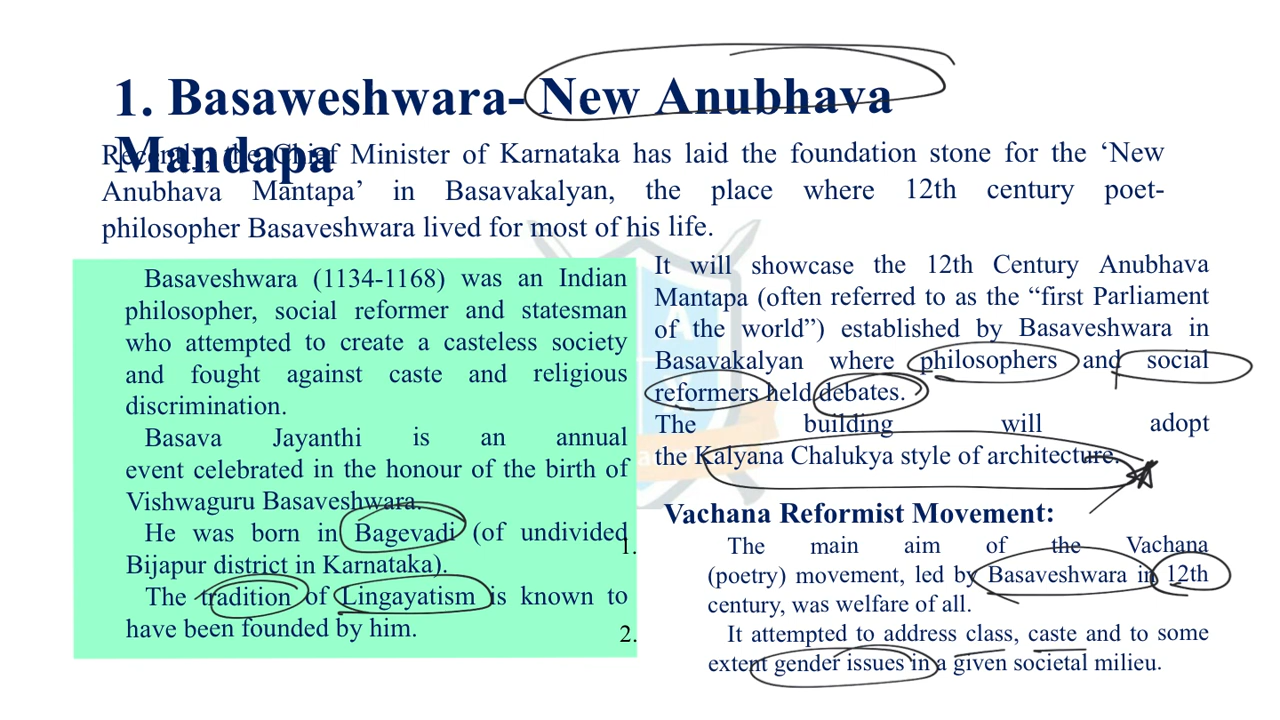 1. Basaweshwara- New Anubhava
Mandapa
Recently, the Chief Minister of Karnataka has laid the foundation stone for the ‘New
Anubhava Mantapa’ in Basavakalyan, the place where 12th century poet-
philosopher Basaveshwara lived for most of his life.
Basaveshwara (1134-1168) was an Indian
philosopher, social reformer and statesman
who attempted to create a casteless society
and fought against caste and religious
discrimination.
Basava Jayanthi is an annual
event celebrated in the honour of the birth of
Vishwaguru Basaveshwara.
He was born in Bagevadi (of undivided
Bijapur district in Karnataka).
The tradition of Lingayatism is known to
have been founded by him.
It will showcase the 12th Century Anubhava
Mantapa (often referred to as the “first Parliament
of the world”) established by Basaveshwara in
Basavakalyan where philosophers and social
reformers held debates.
The building will adopt
the Kalyana Chalukya style of architecture.
Vachana Reformist Movement:
1. The main aim of the Vachana
(poetry) movement, led by Basaveshwara in 12th
century, was welfare of all.
2. It attempted to address class, caste and to some
extent gender issues in a given societal milieu.